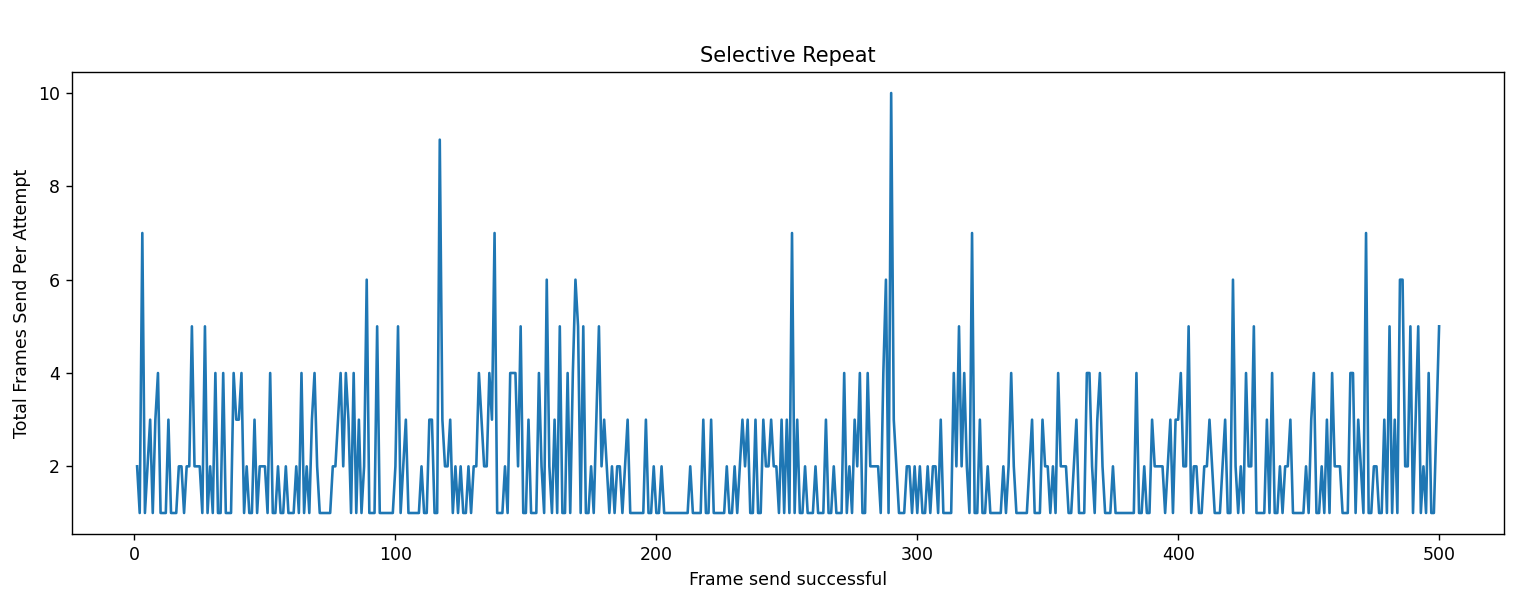 Selective Repeat
Total Frames Send Per Attempt
10
8
6
4
2
0 100 200 300 400 500
Frame send successful